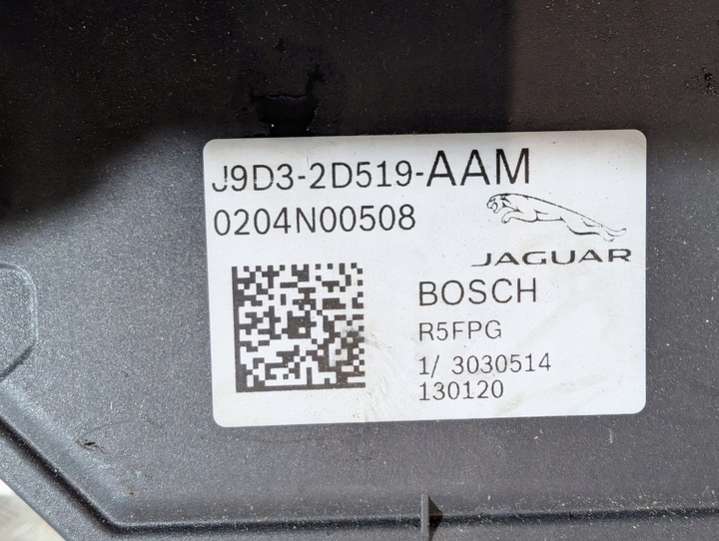 J9D3-2D519-AAM
0204N00508
JAGUAR
BOSCH
R5FPG
1/ 3030514
130120